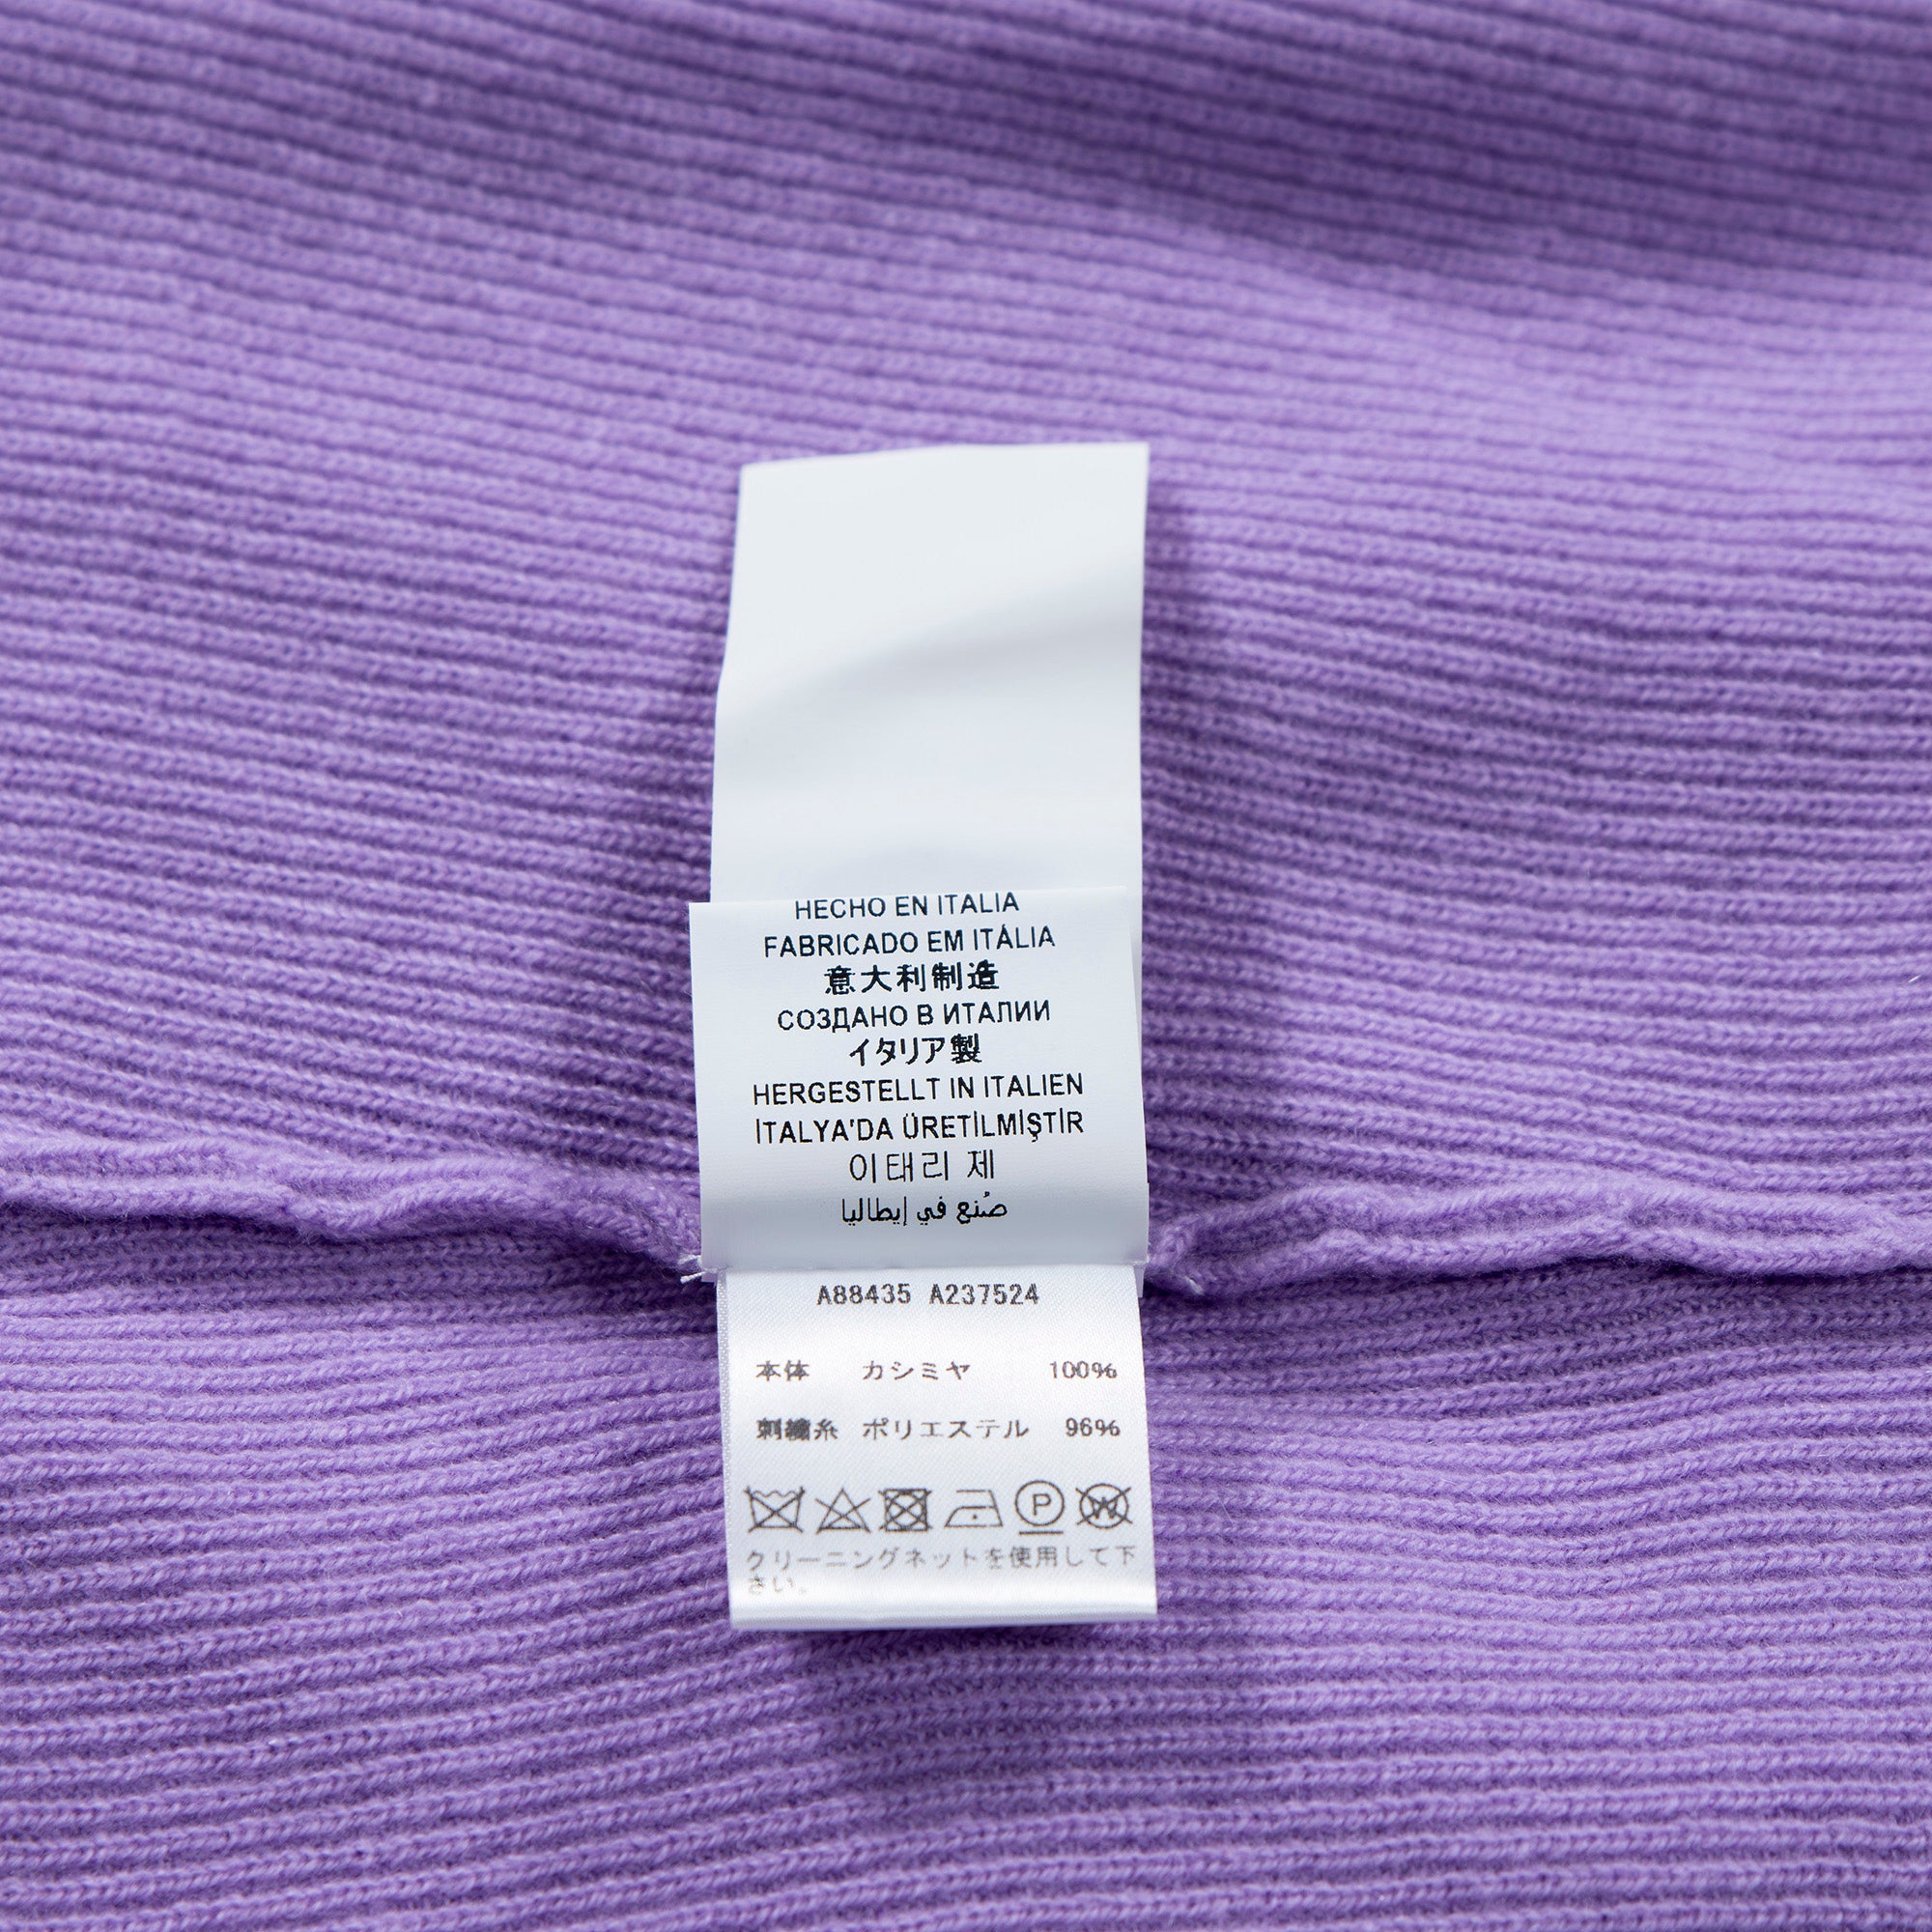 HECHO EN ITALIA
FABRICADO EM ITÁLIA
意大利制造
СОЗДАНО В ИТАЛИИ
イタリア製
HERGESTELLT IN ITALIEN
İTALYA'DA ÜRETİLMİŞTİR
이태리 제
صُنع في إيطاليا
A88435 A237524
本体 カシミヤ 100%
刺繍糸 ポリエステル 96%
P W
クリーニングネットを使用して下
さい。